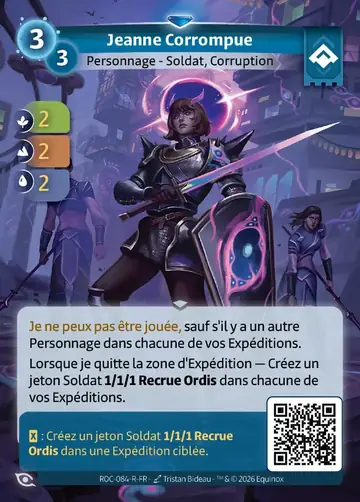 3
Jeanne Corrompue
3
Personnage - Soldat, Corruption
2
2
2
Je ne peux pas être jouée, sauf s'il y a un autre
Personnage dans chacune de vos Expéditions.
Lorsque je quitte la zone d'Expédition — Créez un
jeton Soldat 1/1/1 Recrue Ordis dans chacune de
vos Expéditions.
X : Créez un jeton Soldat 1/1/1 Recrue
Ordis dans une Expédition ciblée.
ROC-084-R-FR - Tristan Bideau - ™ & © 2026 Equinox